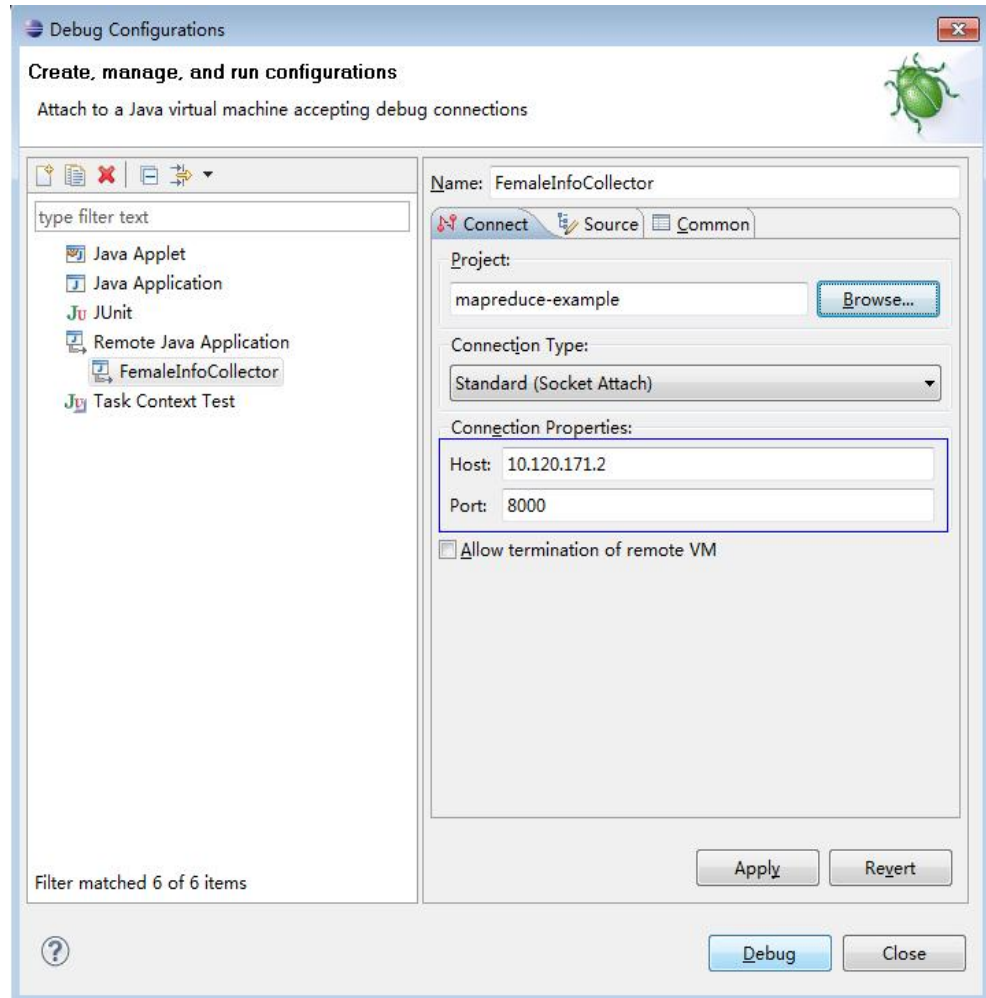 Debug Configurations
Create, manage, and run configurations
Attach to a Java virtual machine accepting debug connections
type filter text
Java Applet
Java Application
Ju JUnit
Remote Java Application
FemaleInfoCollector
Ju Task Context Test
Filter matched 6 of 6 items
Name: FemaleInfoCollector
Connect Source Common
Project:
mapreduce-example Browse...
Connection Type:
Standard (Socket Attach)
Connection Properties:
Host: 10.120.171.2
Port: 8000
Allow termination of remote VM
Apply Revert
? Debug Close